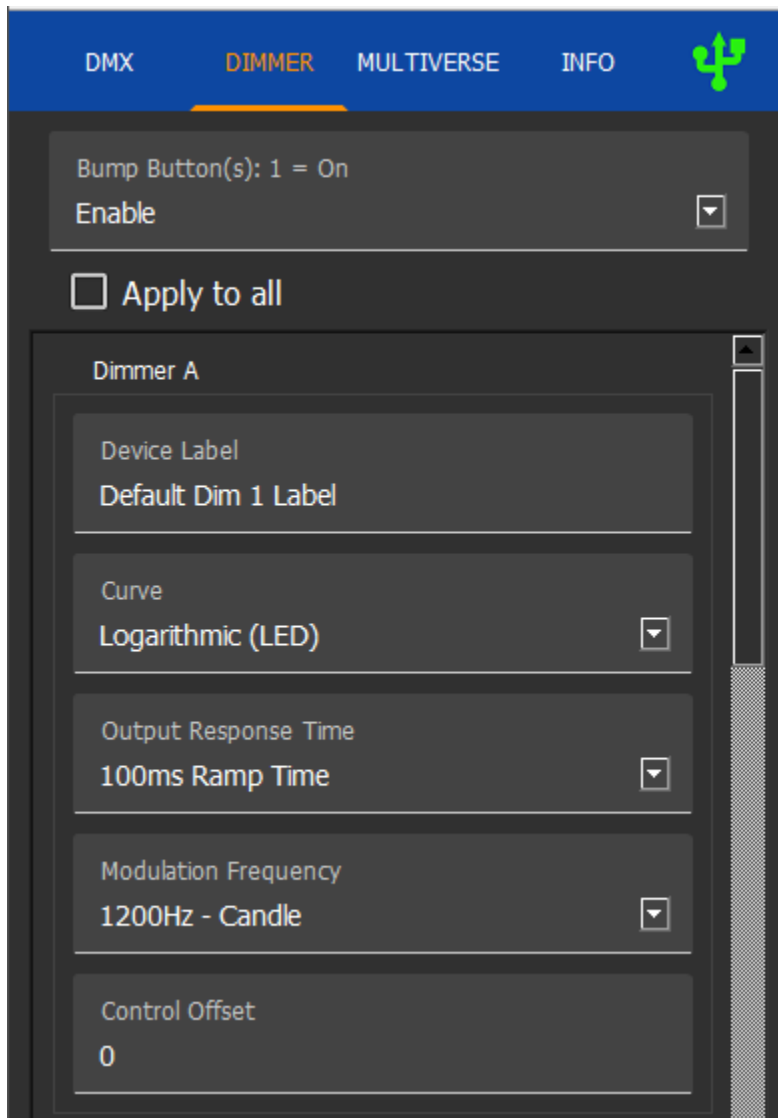 DMX DIMMER MULTIVERSE INFO
Bump Button(s): 1 = On
Enable
Apply to all
Dimmer A
Device Label
Default Dim 1 Label
Curve
Logarithmic (LED)
Output Response Time
100ms Ramp Time
Modulation Frequency
1200Hz - Candle
Control Offset
0